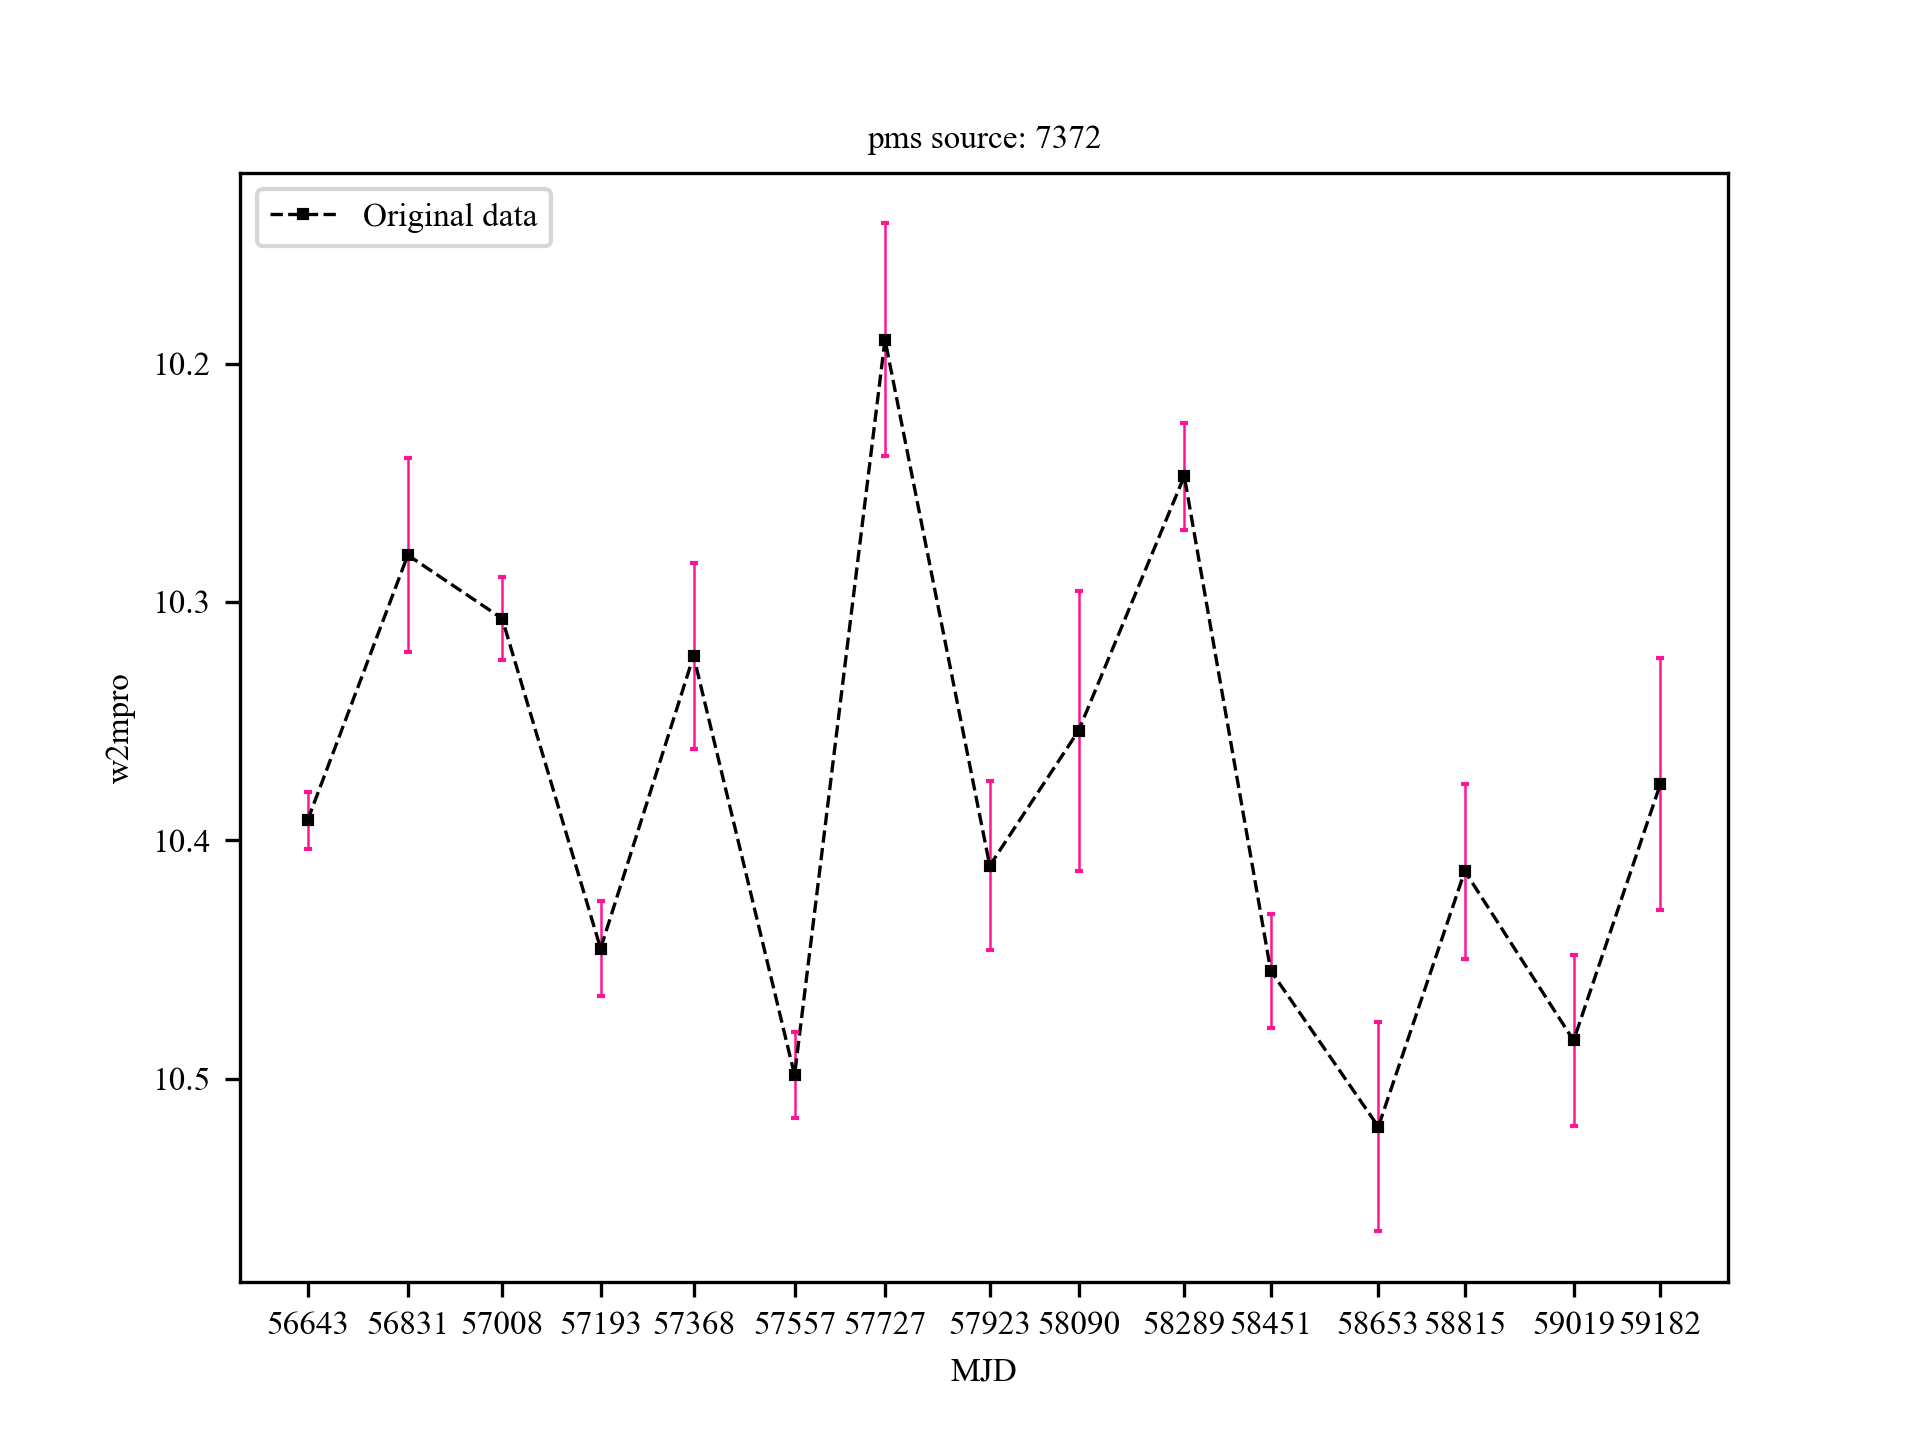 pms source: 7372
Original data
10.2
10.3
10.4
10.5
w2mpro
56643 56831 57008 57193 57368 57557 57727 57923 58090 58289 58451 58653 58815 59019 59182
MJD